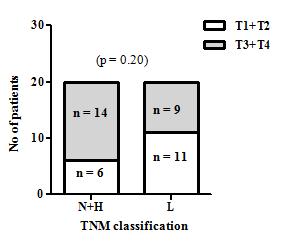 30
20
10
0
No of patients
(p = 0.20)
T1+T2
T3+T4
n = 14
n = 6
n = 9
n = 11
N+H
L
TNM classification